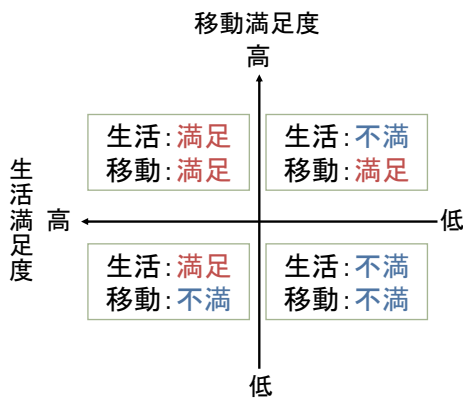 移動満足度
高
生活:満足
移動:満足
生活:不満
移動:満足
生活満足度
高
低
生活:満足
移動:不満
生活:不満
移動:不満
低